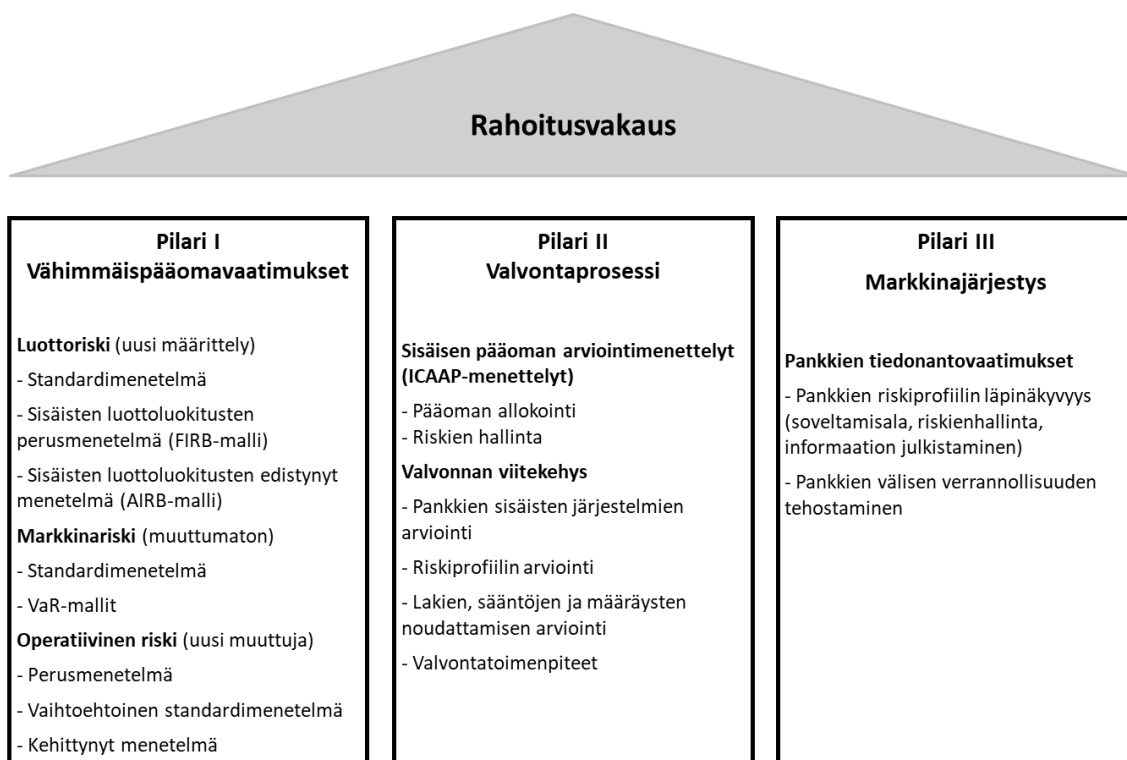 Rahoitusvakaus
Pilari I
Vähimmäispääomavaatimukset
Luottoriski (uusi määrittely)
- Standardimenetelmä
- Sisäisten luottoluokitusten
perusmenetelmä (FIRB-malli)
- Sisäisten luottoluokitusten edistynyt
menetelmä (AIRB-malli)
Markkinariski (muuttumaton)
- Standardimenetelmä
- VaR-mallit
Operatiivinen riski (uusi muuttuja)
- Perusmenetelmä
- Vaihtoehtoinen standardimenetelmä
- Kehittynyt menetelmä
Pilari II
Valvontaprosessi
Sisäisen pääoman arviointimenettelyt
(ICAAP-menettelyt)
- Pääoman allokointi
- Riskien hallinta
Valvonnan viitekehys
- Pankkien sisäisten järjestelmien
arviointi
- Riskiprofiilin arviointi
- Lakien, sääntöjen ja määräysten
noudattamisen arviointi
- Valvontatoimenpiteet
Pilari III
Markkinajärjestys
Pankkien tiedonantovaatimukset
- Pankkien riskiprofiilin läpinäkyvyys
(soveltamisala, riskienhallinta,
informaation julkistaminen)
- Pankkien välisen verrannollisuuden
tehostaminen